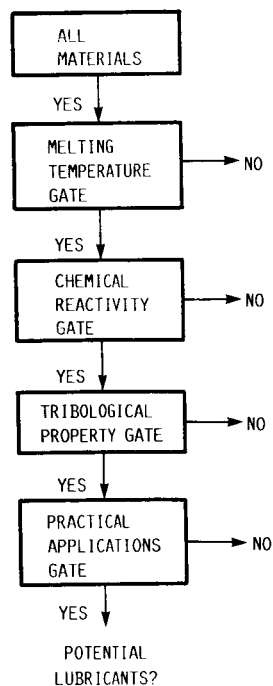 ALL
MATERIALS
YES
MELTING
TEMPERATURE
GATE
NO
YES
CHEMICAL
REACTIVITY
GATE
NO
YES
TRIBOLOGICAL
PROPERTY GATE
NO
YES
PRACTICAL
APPLICATIONS
GATE
NO
YES
POTENTIAL
LUBRICANTS?